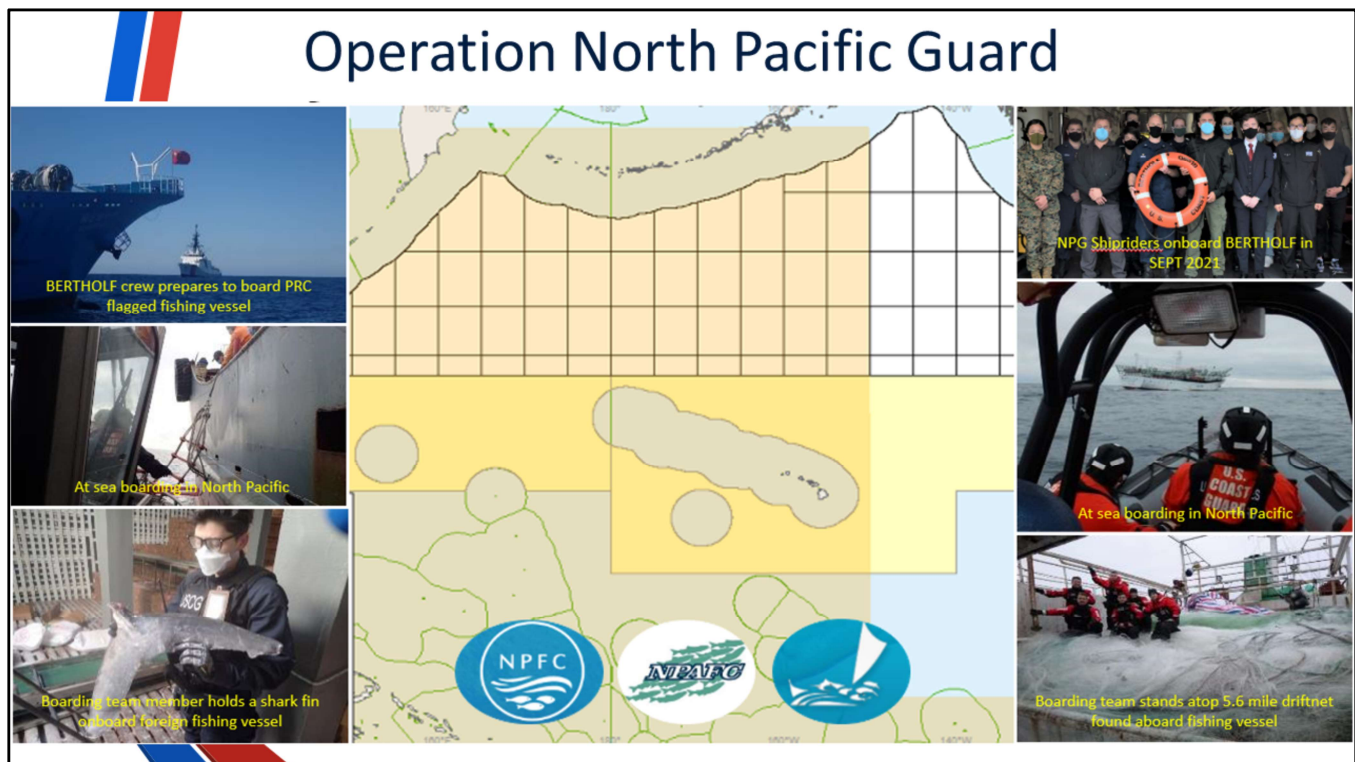 Operation North Pacific Guard
BERTHOLF crew prepares to board PRC
flagged fishing vessel
At sea boarding in North Pacific
USCG
Boarding team member holds a shark fin
onboard foreign fishing vessel
180°
140°W
NPFC
NPAFC
180°
160°W
140°W
NPG Shipriders onboard BERTHOLF in
SEPT 2021
U.S.
COAST
GUARD
At sea boarding in North Pacific
Boarding team stands atop 5.6 mile driftnet
found aboard fishing vessel